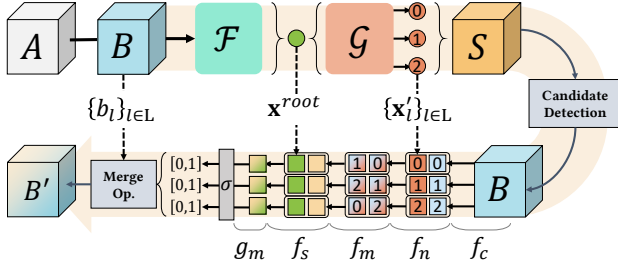 A B 𝓕 𝓖 0 S
1
2
{b_l}_{l∈L} x^{root} {x'_l}_{l∈L}
Candidate
Detection
B' Merge
Op. [0,1] σ 1 0 0 0 B
[0,1] 2 1 1 1
[0,1] 0 2 2 2
g_m f_s f_m f_n f_c